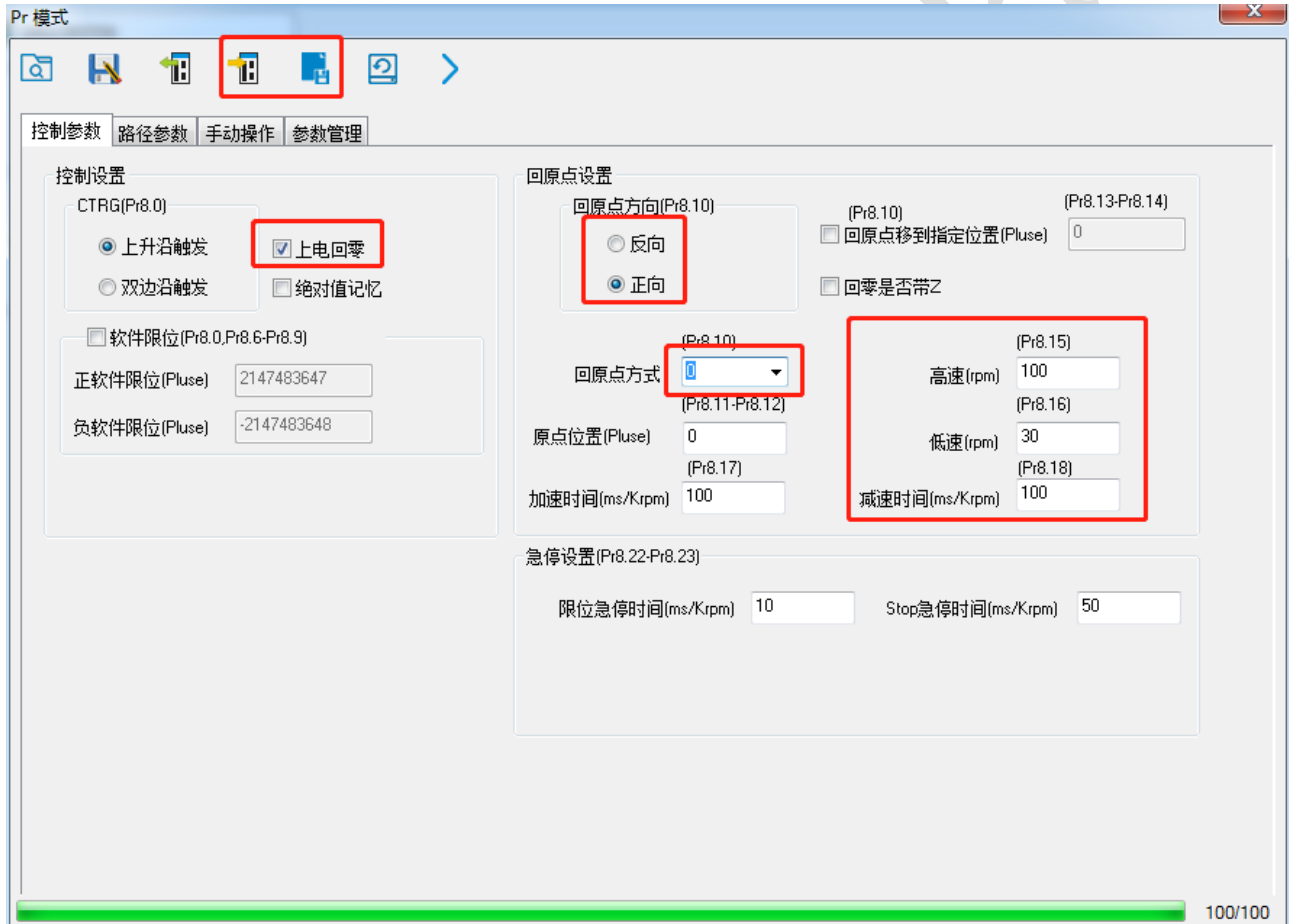 Pr 模式
控制参数 路径参数 手动操作 参数管理
控制设置
CTRG(Pr8.0)
上升沿触发 上电回零
双边沿触发 绝对值记忆
软件限位(Pr8.0,Pr8.6-Pr8.9)
正软件限位(Pluse) 2147483647
负软件限位(Pluse) -2147483648
回原点设置
回原点方向(Pr8.10)
反向
正向
(Pr8.10) (Pr8.13-Pr8.14)
回原点移到指定位置(Pluse) 0
回零是否带Z
(Pr8.10) (Pr8.15)
回原点方式 0 高速(rpm) 100
(Pr8.11-Pr8.12) (Pr8.16)
原点位置(Pluse) 0 低速(rpm) 30
(Pr8.17) (Pr8.18)
加速时间(ms/Krpm) 100 减速时间(ms/Krpm) 100
急停设置(Pr8.22-Pr8.23)
限位急停时间(ms/Krpm) 10 Stop急停时间(ms/Krpm) 50
100/100